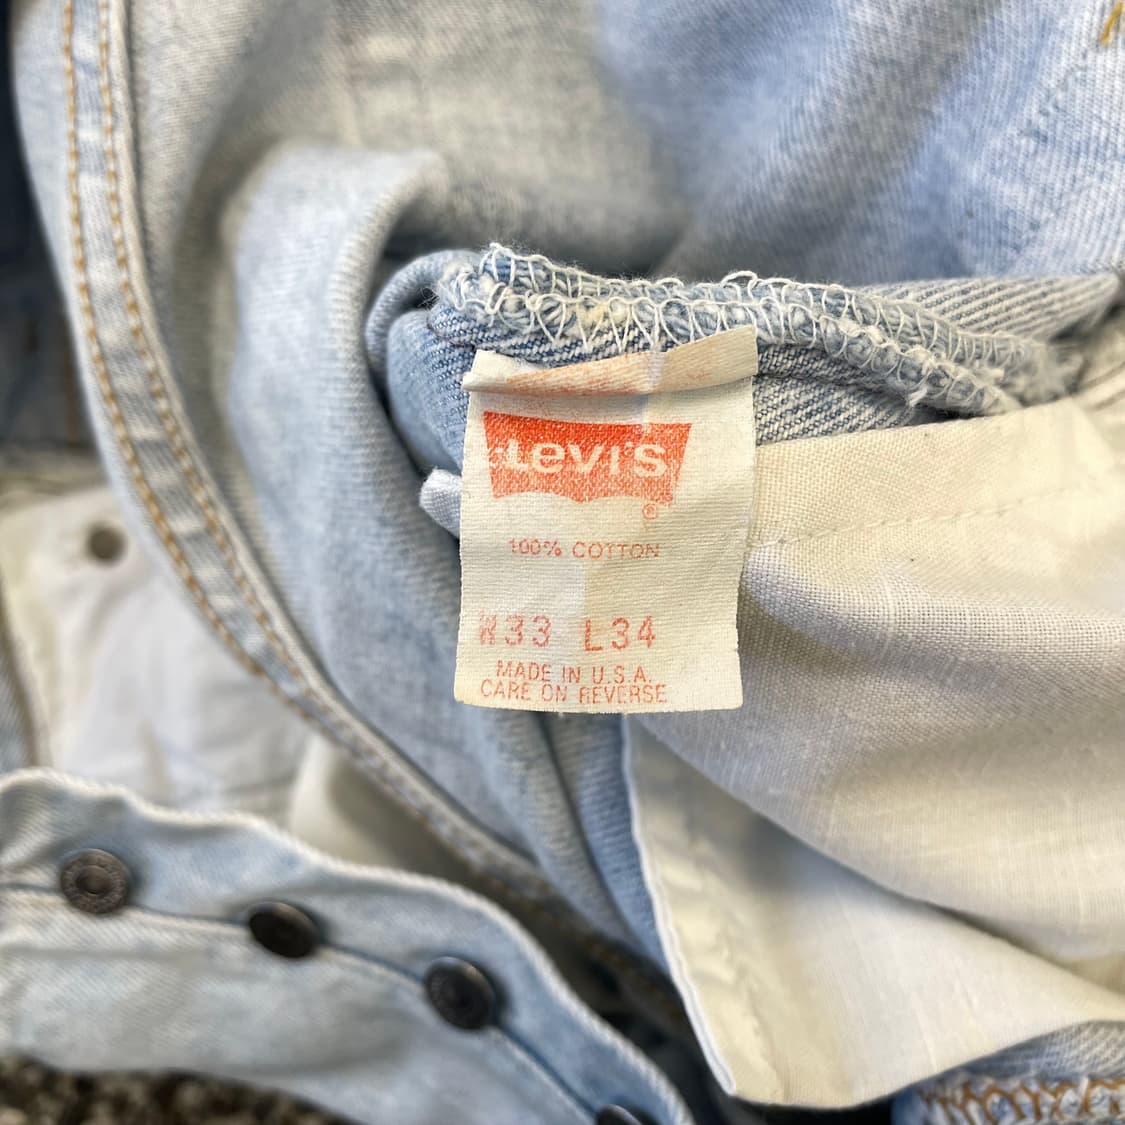 Levi's
®
100% COTTON
W33 L34
MADE IN U.S.A.
CARE ON REVERSE